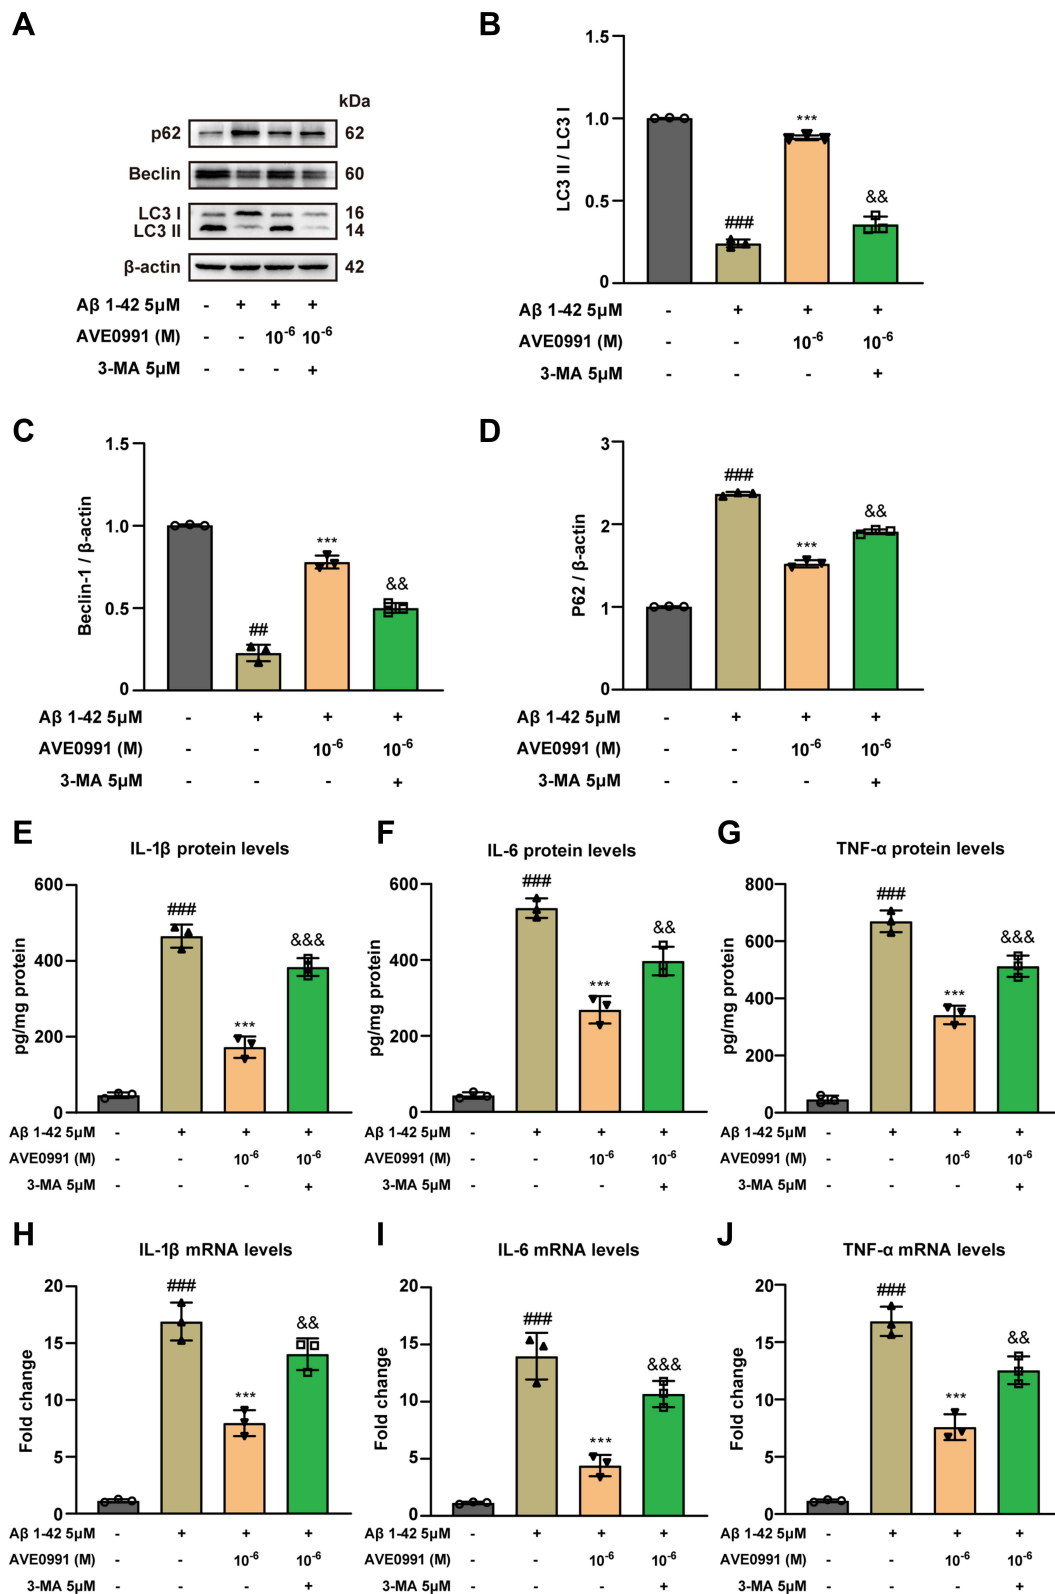 A
kDa
p62 62
Beclin 60
LC3 I 16
LC3 II 14
β-actin 42
Aβ 1-42 5μM - + + +
AVE0991 (M) - - 10⁻⁶ 10⁻⁶
3-MA 5μM - - - +
B
LC3 II / LC3 I
1.5
1.0
0.5
0
###
***
&&
Aβ 1-42 5μM - + + +
AVE0991 (M) - - 10⁻⁶ 10⁻⁶
3-MA 5μM - - - +
C
Beclin-1 / β-actin
1.5
1.0
0.5
0
##
***
&&
Aβ 1-42 5μM - + + +
AVE0991 (M) - - 10⁻⁶ 10⁻⁶
3-MA 5μM - - - +
D
P62 / β-actin
3
2
1
0
###
***
&&
Aβ 1-42 5μM - + + +
AVE0991 (M) - - 10⁻⁶ 10⁻⁶
3-MA 5μM - - - +
E
IL-1β protein levels
pg/mg protein
600
400
200
0
###
***
&&&
Aβ 1-42 5μM - + + +
AVE0991 (M) - - 10⁻⁶ 10⁻⁶
3-MA 5μM - - - +
F
IL-6 protein levels
pg/mg protein
600
400
200
0
###
***
&&
- + + +
- - 10⁻⁶ 10⁻⁶
- - - +
G
TNF-α protein levels
pg/mg protein
800
600
400
200
0
###
***
&&&
Aβ 1-42 5μM - + + +
AVE0991 (M) - - 10⁻⁶ 10⁻⁶
3-MA 5μM - - - +
H
IL-1β mRNA levels
Fold change
20
15
10
5
0
###
***
&&
Aβ 1-42 5μM - + + +
AVE0991 (M) - - 10⁻⁶ 10⁻⁶
3-MA 5μM - - - +
I
IL-6 mRNA levels
Fold change
20
15
10
5
0
###
***
&&&
Aβ 1-42 5μM - + + +
AVE0991 (M) - - 10⁻⁶ 10⁻⁶
3-MA 5μM - - - +
J
TNF-α mRNA levels
Fold change
20
15
10
5
0
###
***
&&
Aβ 1-42 5μM - + + +
AVE0991 (M) - - 10⁻⁶ 10⁻⁶
3-MA 5μM - - - +